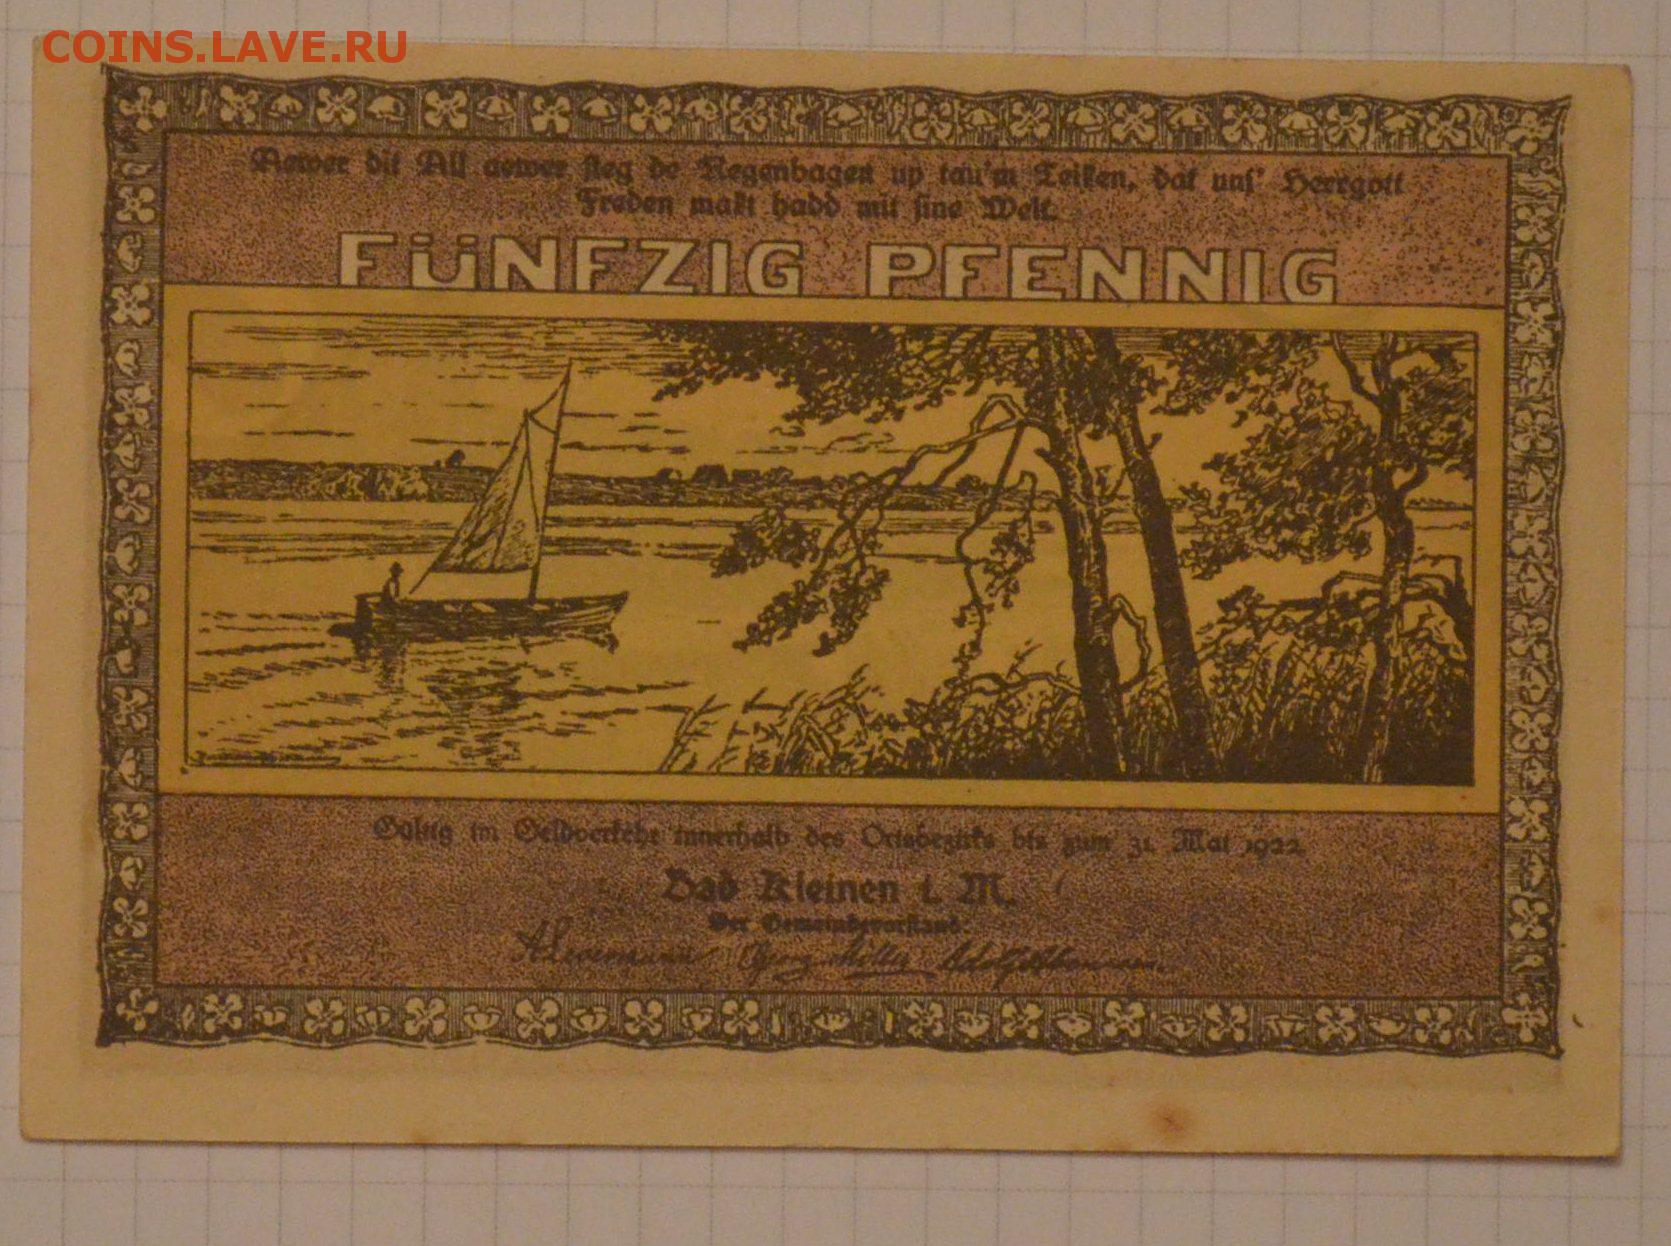 COINS.LAVE.RU
Aewer dit All aewer steg de Regenbagen up tau'm Teiken, dat uns' Herrgott
Freden makt hadd mit sine Welt.
FÜNFZIG PFENNIG
Gültig im Geldverkehr innerhalb des Ortsbezirks bis zum 31. Mai 1922
Bad Kleinen i. M.
Der Gemeindevorstand: